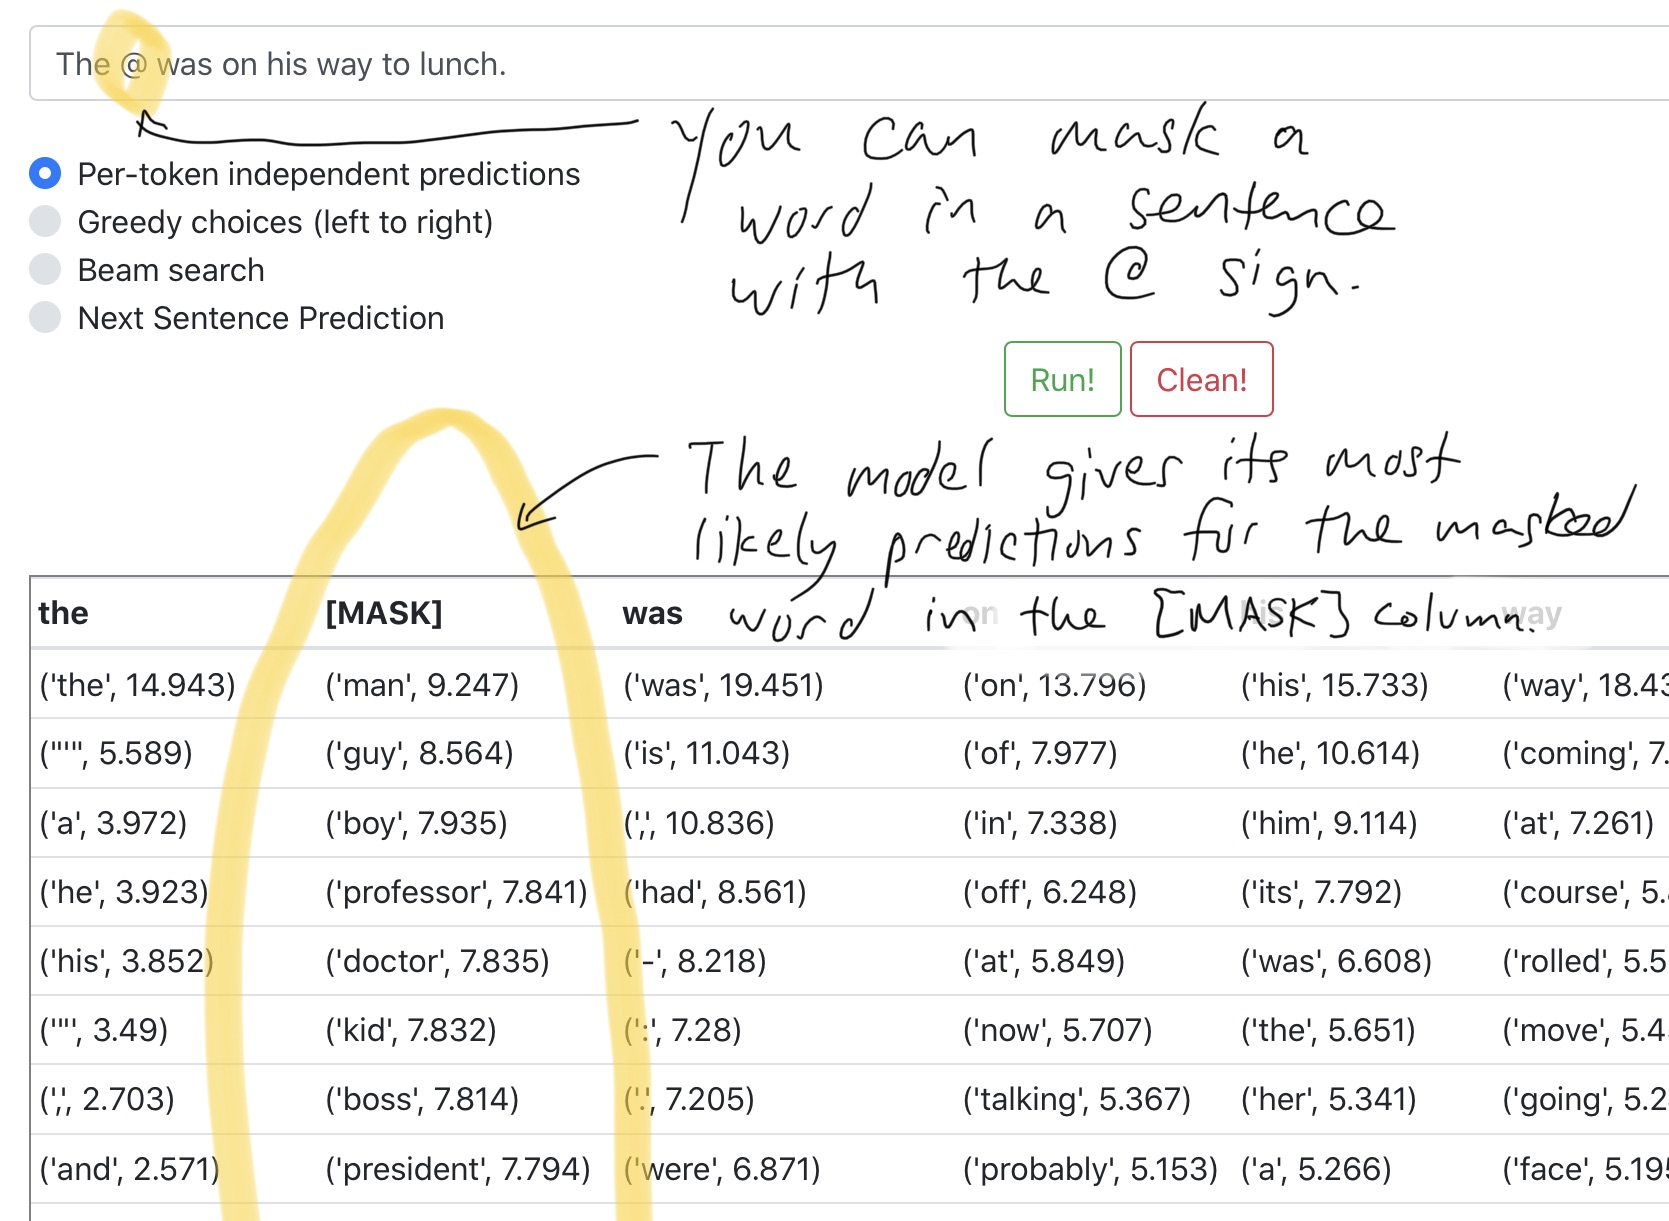 The @ was on his way to lunch.
You can mask a
word in a sentence
with the @ sign.
Per-token independent predictions
Greedy choices (left to right)
Beam search
Next Sentence Prediction
Run! Clean!
The model gives its most
likely predictions for the masked
word in the [MASK] column.
the [MASK] was on his way
('the', 14.943) ('man', 9.247) ('was', 19.451) ('on', 13.796) ('his', 15.733) ('way', 18.43
("'", 5.589) ('guy', 8.564) ('is', 11.043) ('of', 7.977) ('he', 10.614) ('coming', 7.
('a', 3.972) ('boy', 7.935) (',', 10.836) ('in', 7.338) ('him', 9.114) ('at', 7.261)
('he', 3.923) ('professor', 7.841) ('had', 8.561) ('off', 6.248) ('its', 7.792) ('course', 5.
('his', 3.852) ('doctor', 7.835) ('-', 8.218) ('at', 5.849) ('was', 6.608) ('rolled', 5.5
('"', 3.49) ('kid', 7.832) (':', 7.28) ('now', 5.707) ('the', 5.651) ('move', 5.4
(',', 2.703) ('boss', 7.814) ('.', 7.205) ('talking', 5.367) ('her', 5.341) ('going', 5.2
('and', 2.571) ('president', 7.794) ('were', 6.871) ('probably', 5.153) ('a', 5.266) ('face', 5.195